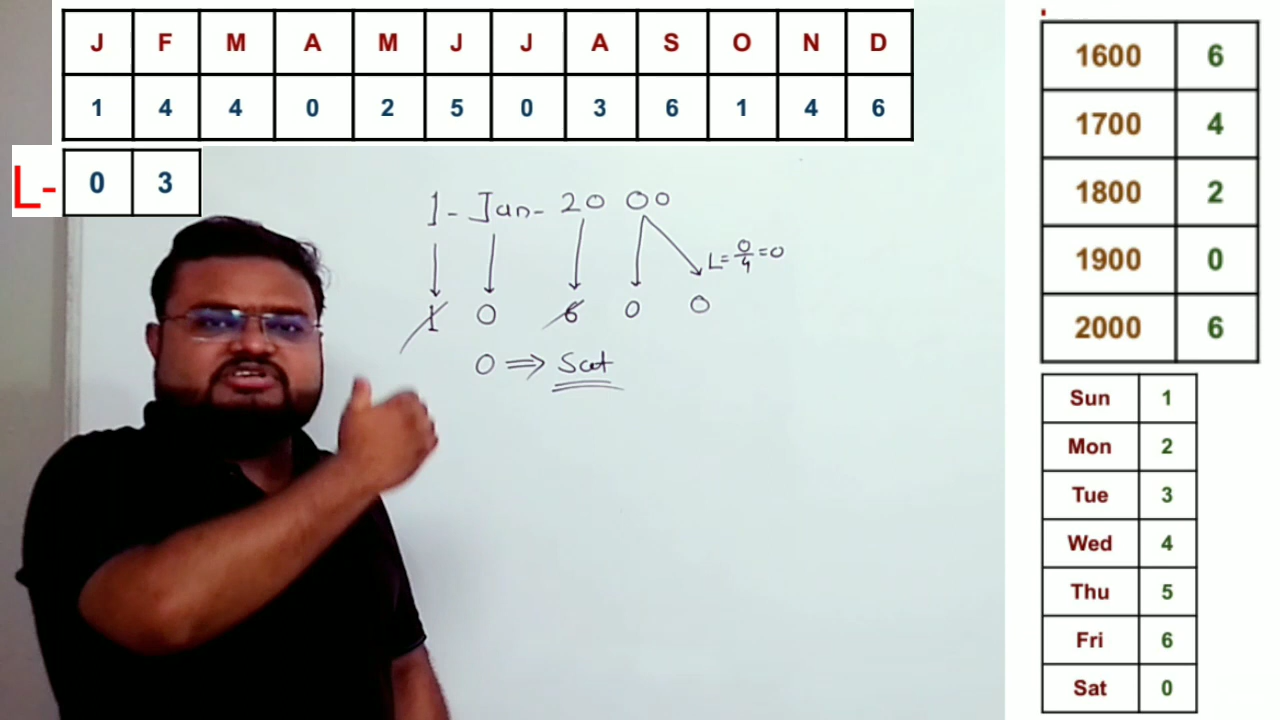 J F M A M J J A S O N D
1 4 4 0 2 5 0 3 6 1 4 6
L- 0 3
1 - Jan - 20 00
L = 0/4 = 0
1 0 6 0 0
0 ⇒ Sat
1600 6
1700 4
1800 2
1900 0
2000 6
Sun 1
Mon 2
Tue 3
Wed 4
Thu 5
Fri 6
Sat 0